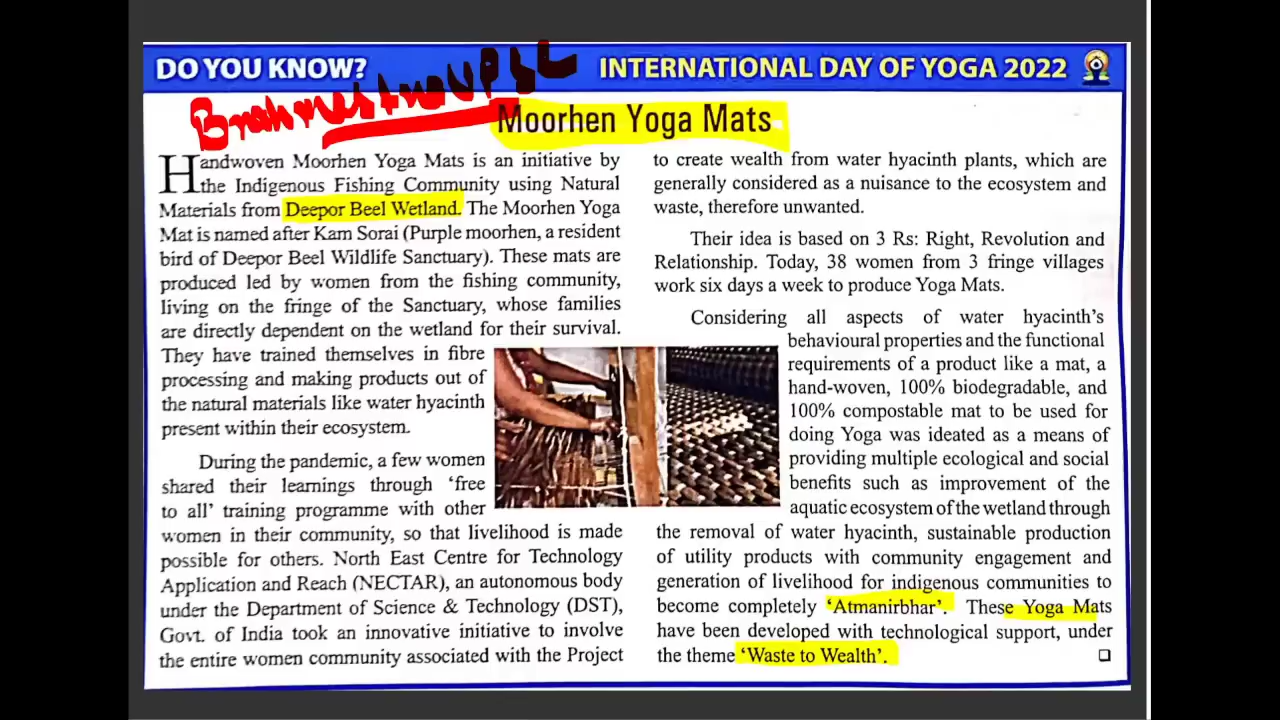 DO YOU KNOW?
INTERNATIONAL DAY OF YOGA 2022
BrahmastraUPSC
Moorhen Yoga Mats
Handwoven Moorhen Yoga Mats is an initiative by
the Indigenous Fishing Community using Natural
Materials from Deepor Beel Wetland. The Moorhen Yoga
Mat is named after Kam Sorai (Purple moorhen, a resident
bird of Deepor Beel Wildlife Sanctuary). These mats are
produced led by women from the fishing community,
living on the fringe of the Sanctuary, whose families
are directly dependent on the wetland for their survival.
They have trained themselves in fibre
processing and making products out of
the natural materials like water hyacinth
present within their ecosystem.
During the pandemic, a few women
shared their learnings through ‘free
to all’ training programme with other
women in their community, so that livelihood is made
possible for others. North East Centre for Technology
Application and Reach (NECTAR), an autonomous body
under the Department of Science & Technology (DST),
Govt. of India took an innovative initiative to involve
the entire women community associated with the Project
to create wealth from water hyacinth plants, which are
generally considered as a nuisance to the ecosystem and
waste, therefore unwanted.
Their idea is based on 3 Rs: Right, Revolution and
Relationship. Today, 38 women from 3 fringe villages
work six days a week to produce Yoga Mats.
Considering all aspects of water hyacinth’s
behavioural properties and the functional
requirements of a product like a mat, a
hand-woven, 100% biodegradable, and
100% compostable mat to be used for
doing Yoga was ideated as a means of
providing multiple ecological and social
benefits such as improvement of the
aquatic ecosystem of the wetland through
the removal of water hyacinth, sustainable production
of utility products with community engagement and
generation of livelihood for indigenous communities to
become completely ‘Atmanirbhar’. These Yoga Mats
have been developed with technological support, under
the theme ‘Waste to Wealth’.